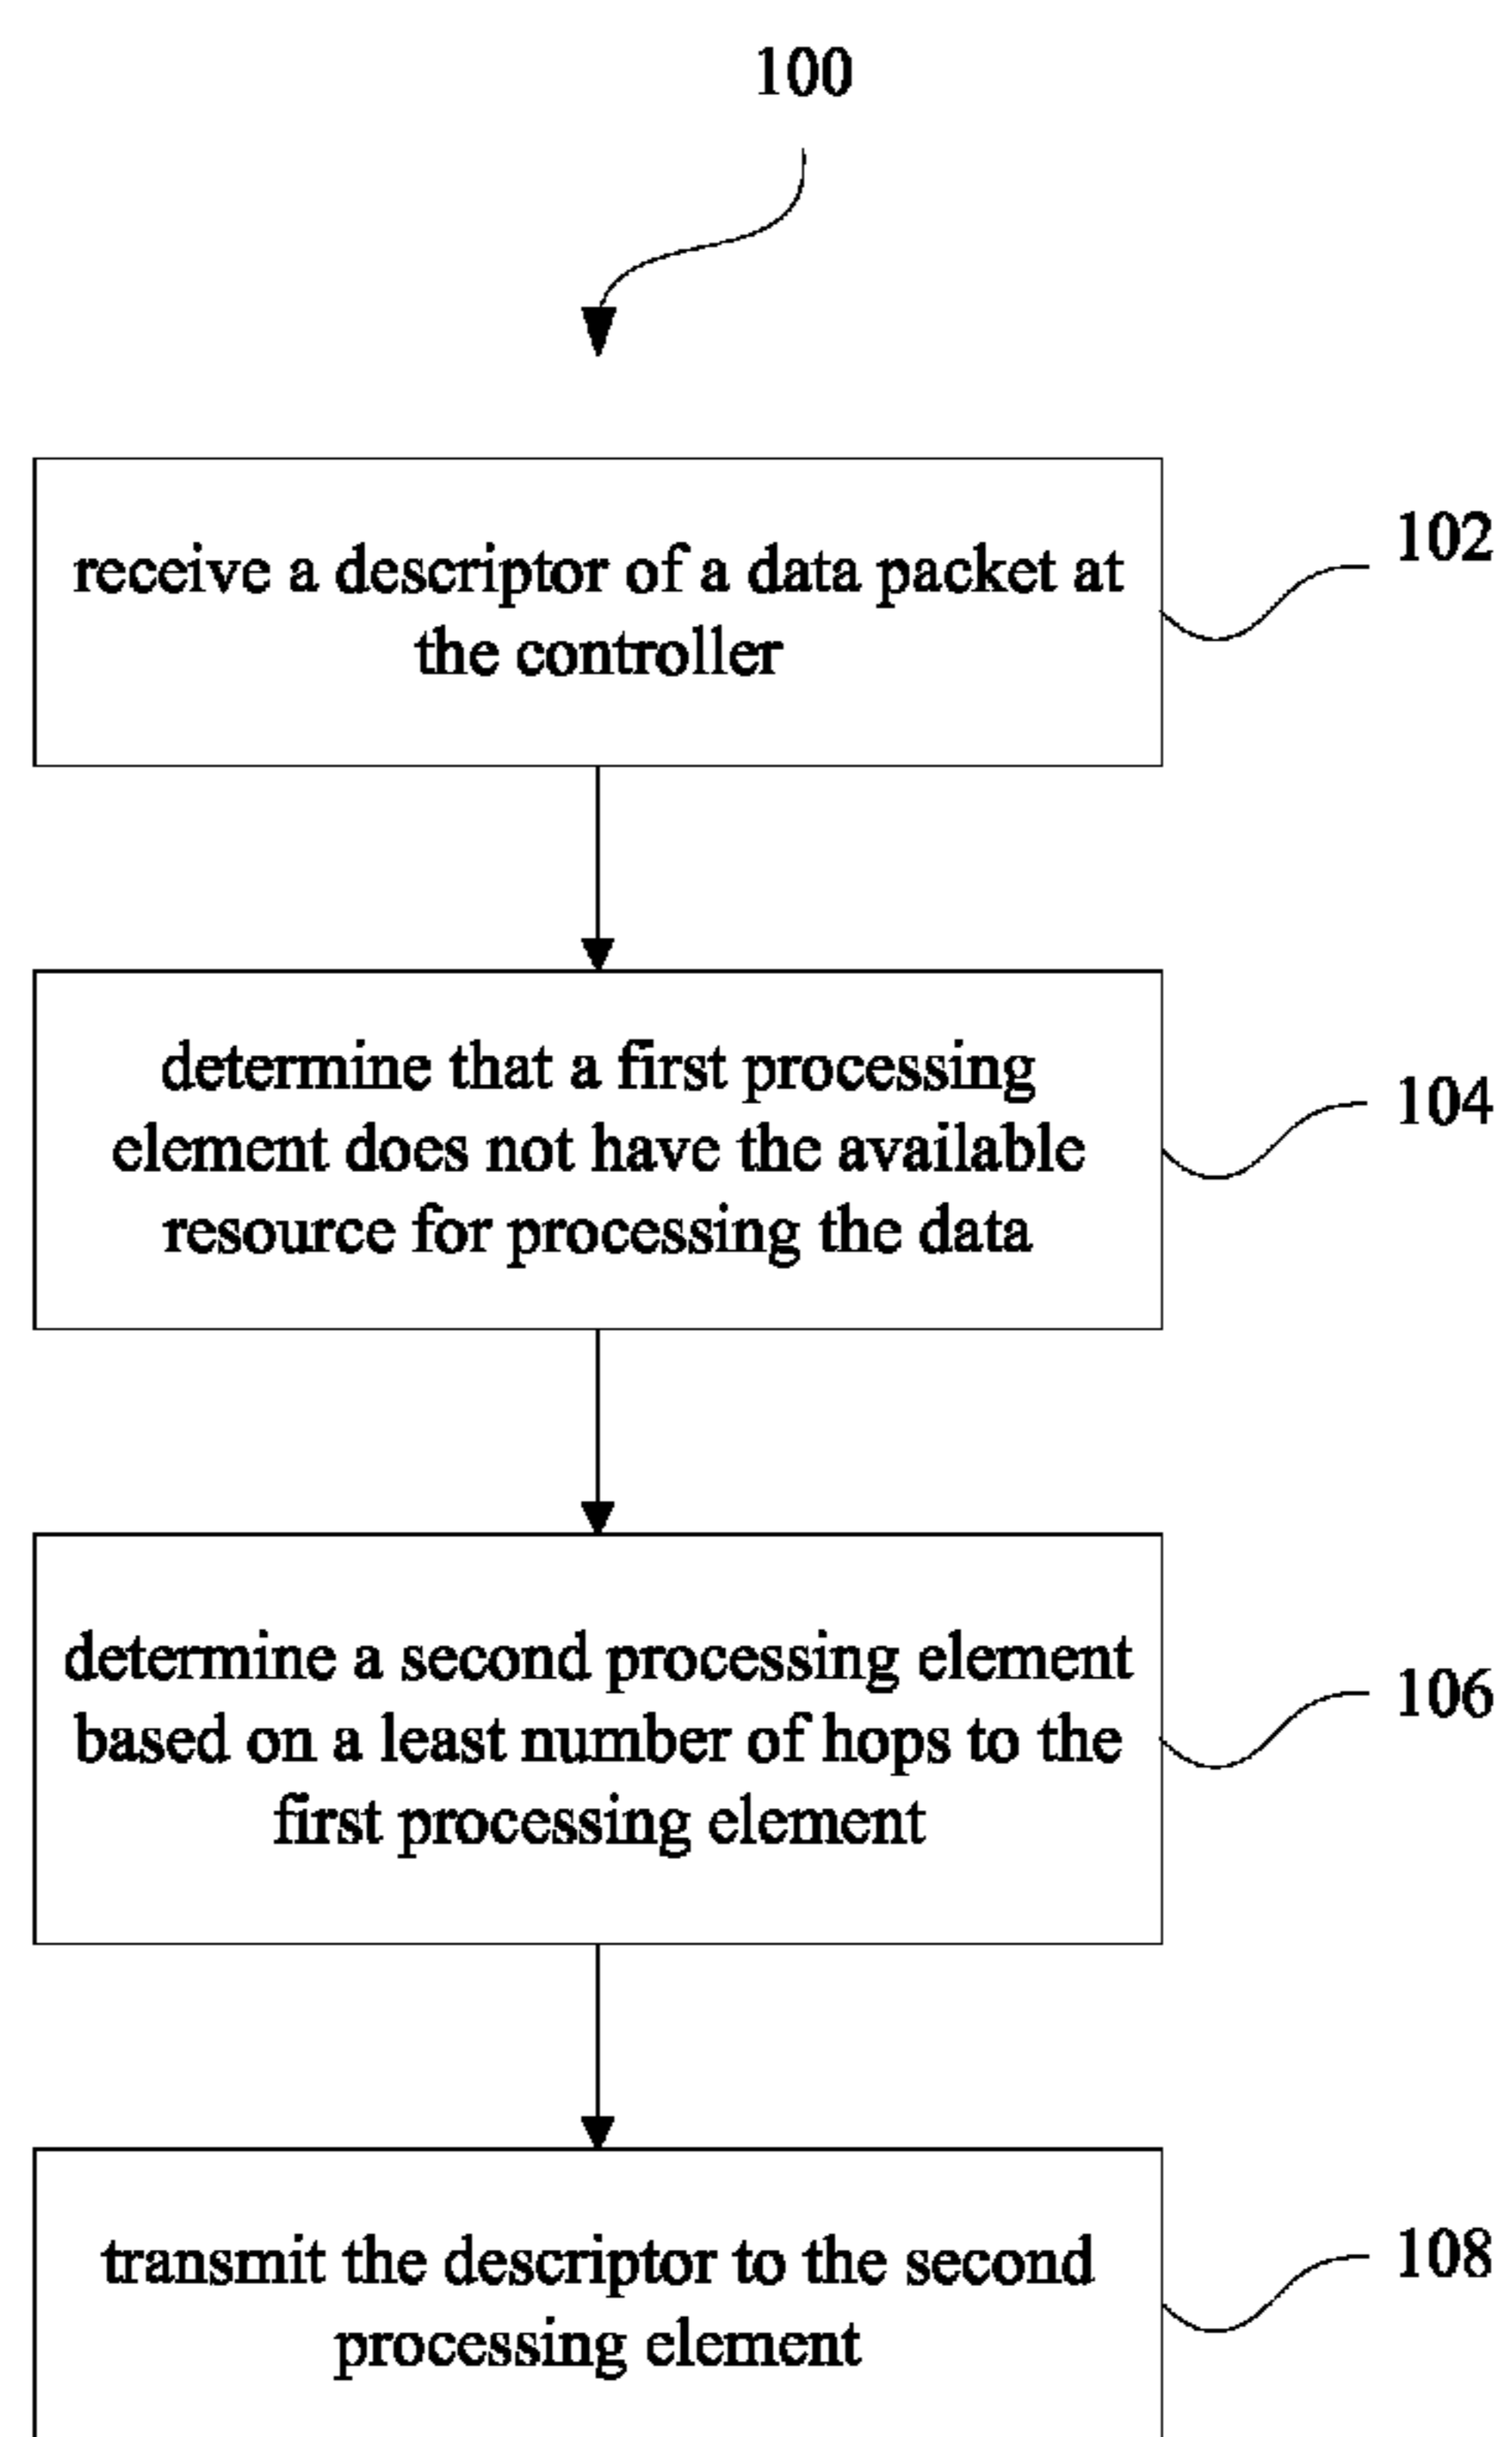 100
receive a descriptor of a data packet at
the controller
102
determine that a first processing
element does not have the available
resource for processing the data
104
determine a second processing element
based on a least number of hops to the
first processing element
106
transmit the descriptor to the second
processing element
108